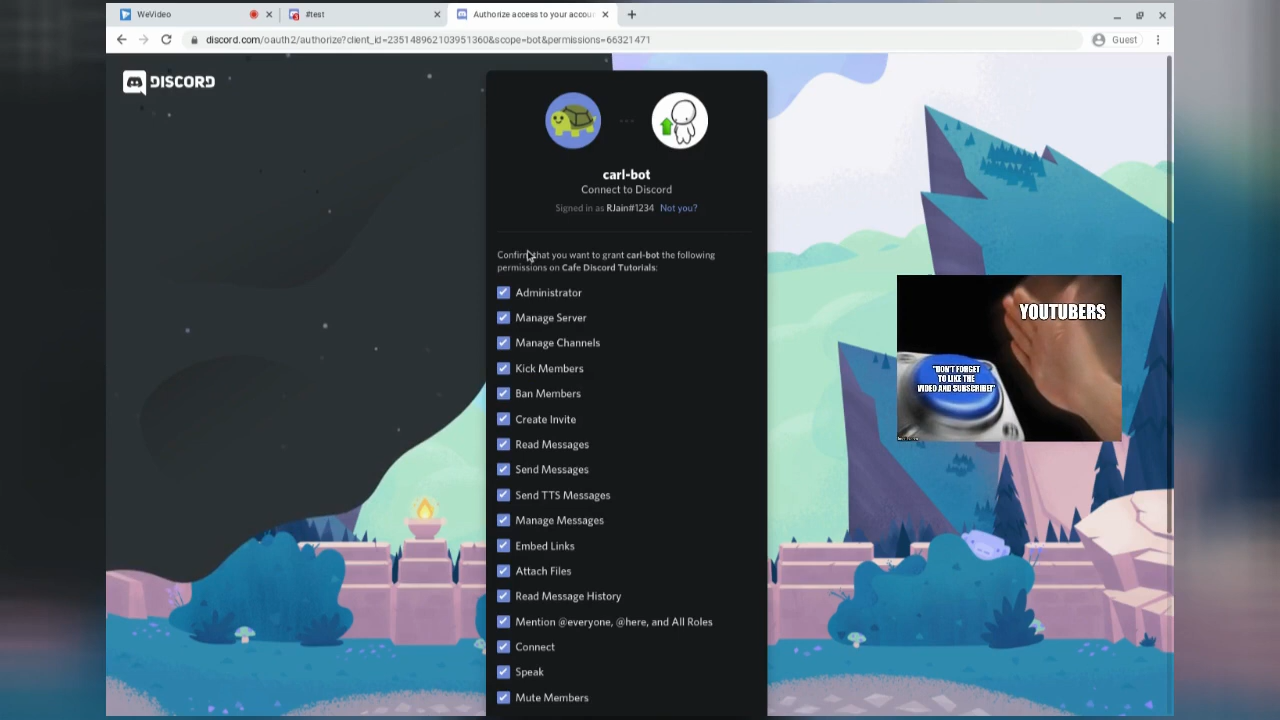 WeVideo
#test
Authorize access to your accou
discord.com/oauth2/authorize?client_id=235148962103951360&scope=bot&permissions=66321471
Guest
DISCORD
carl-bot
Connect to Discord
Signed in as RJain#1234 Not you?
Confirm that you want to grant carl-bot the following
permissions on Cafe Discord Tutorials:
Administrator
Manage Server
Manage Channels
Kick Members
Ban Members
Create Invite
Read Messages
Send Messages
Send TTS Messages
Manage Messages
Embed Links
Attach Files
Read Message History
Mention @everyone, @here, and All Roles
Connect
Speak
Mute Members
YOUTUBERS
"DON'T FORGET
TO LIKE THE
VIDEO AND SUBSCRIBE!"